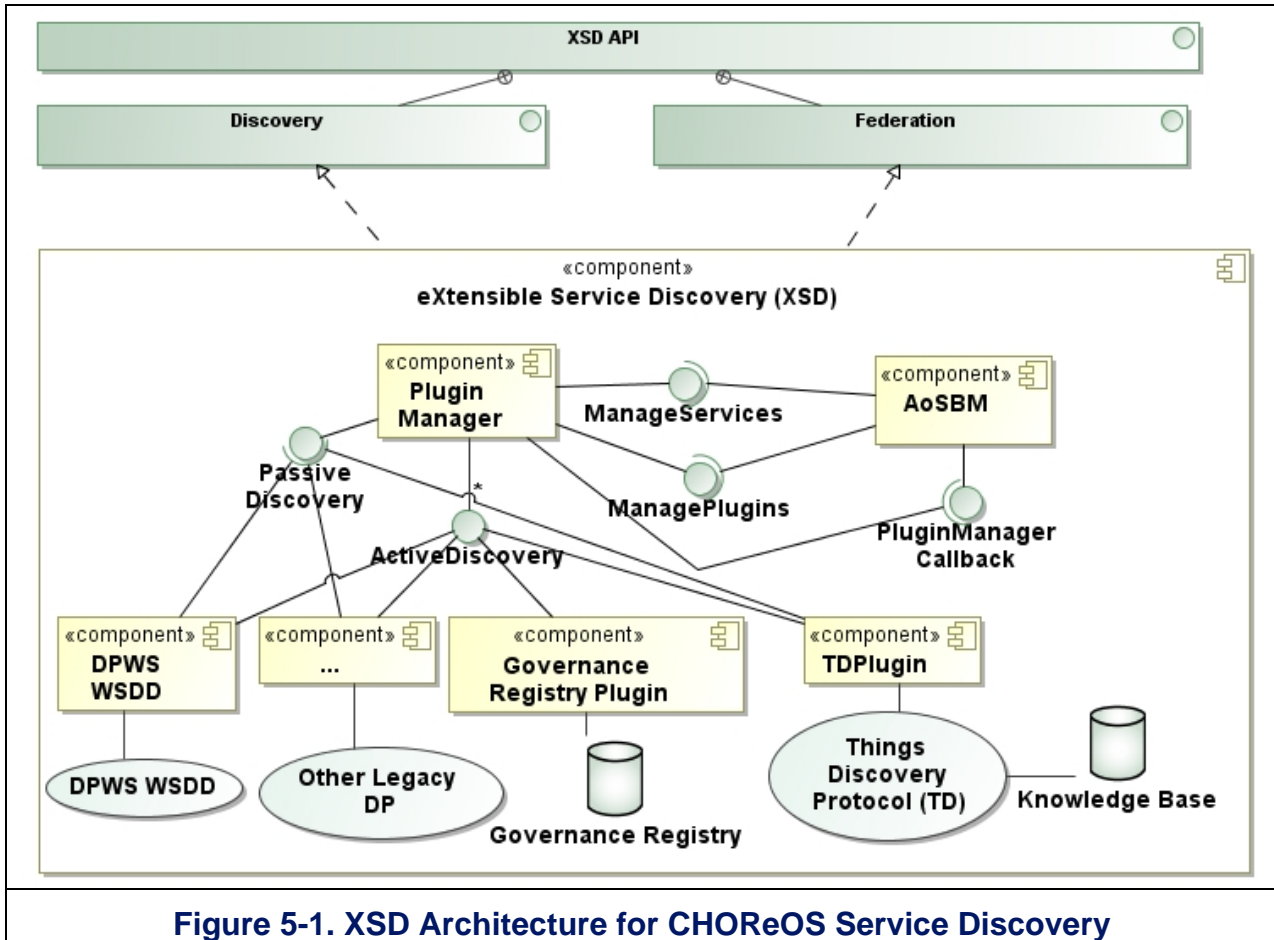 XSD API
Discovery
Federation
«component»
eXtensible Service Discovery (XSD)
«component»
Plugin
Manager
ManageServices
«component»
AoSBM
Passive
Discovery
*
ManagePlugins
ActiveDiscovery
PluginManager
Callback
«component»
DPWS
WSDD
«component»
...
«component»
Governance
Registry Plugin
«component»
TDPlugin
DPWS WSDD
Other Legacy
DP
Governance Registry
Things
Discovery
Protocol (TD)
Knowledge Base
Figure 5-1. XSD Architecture for CHOReOS Service Discovery